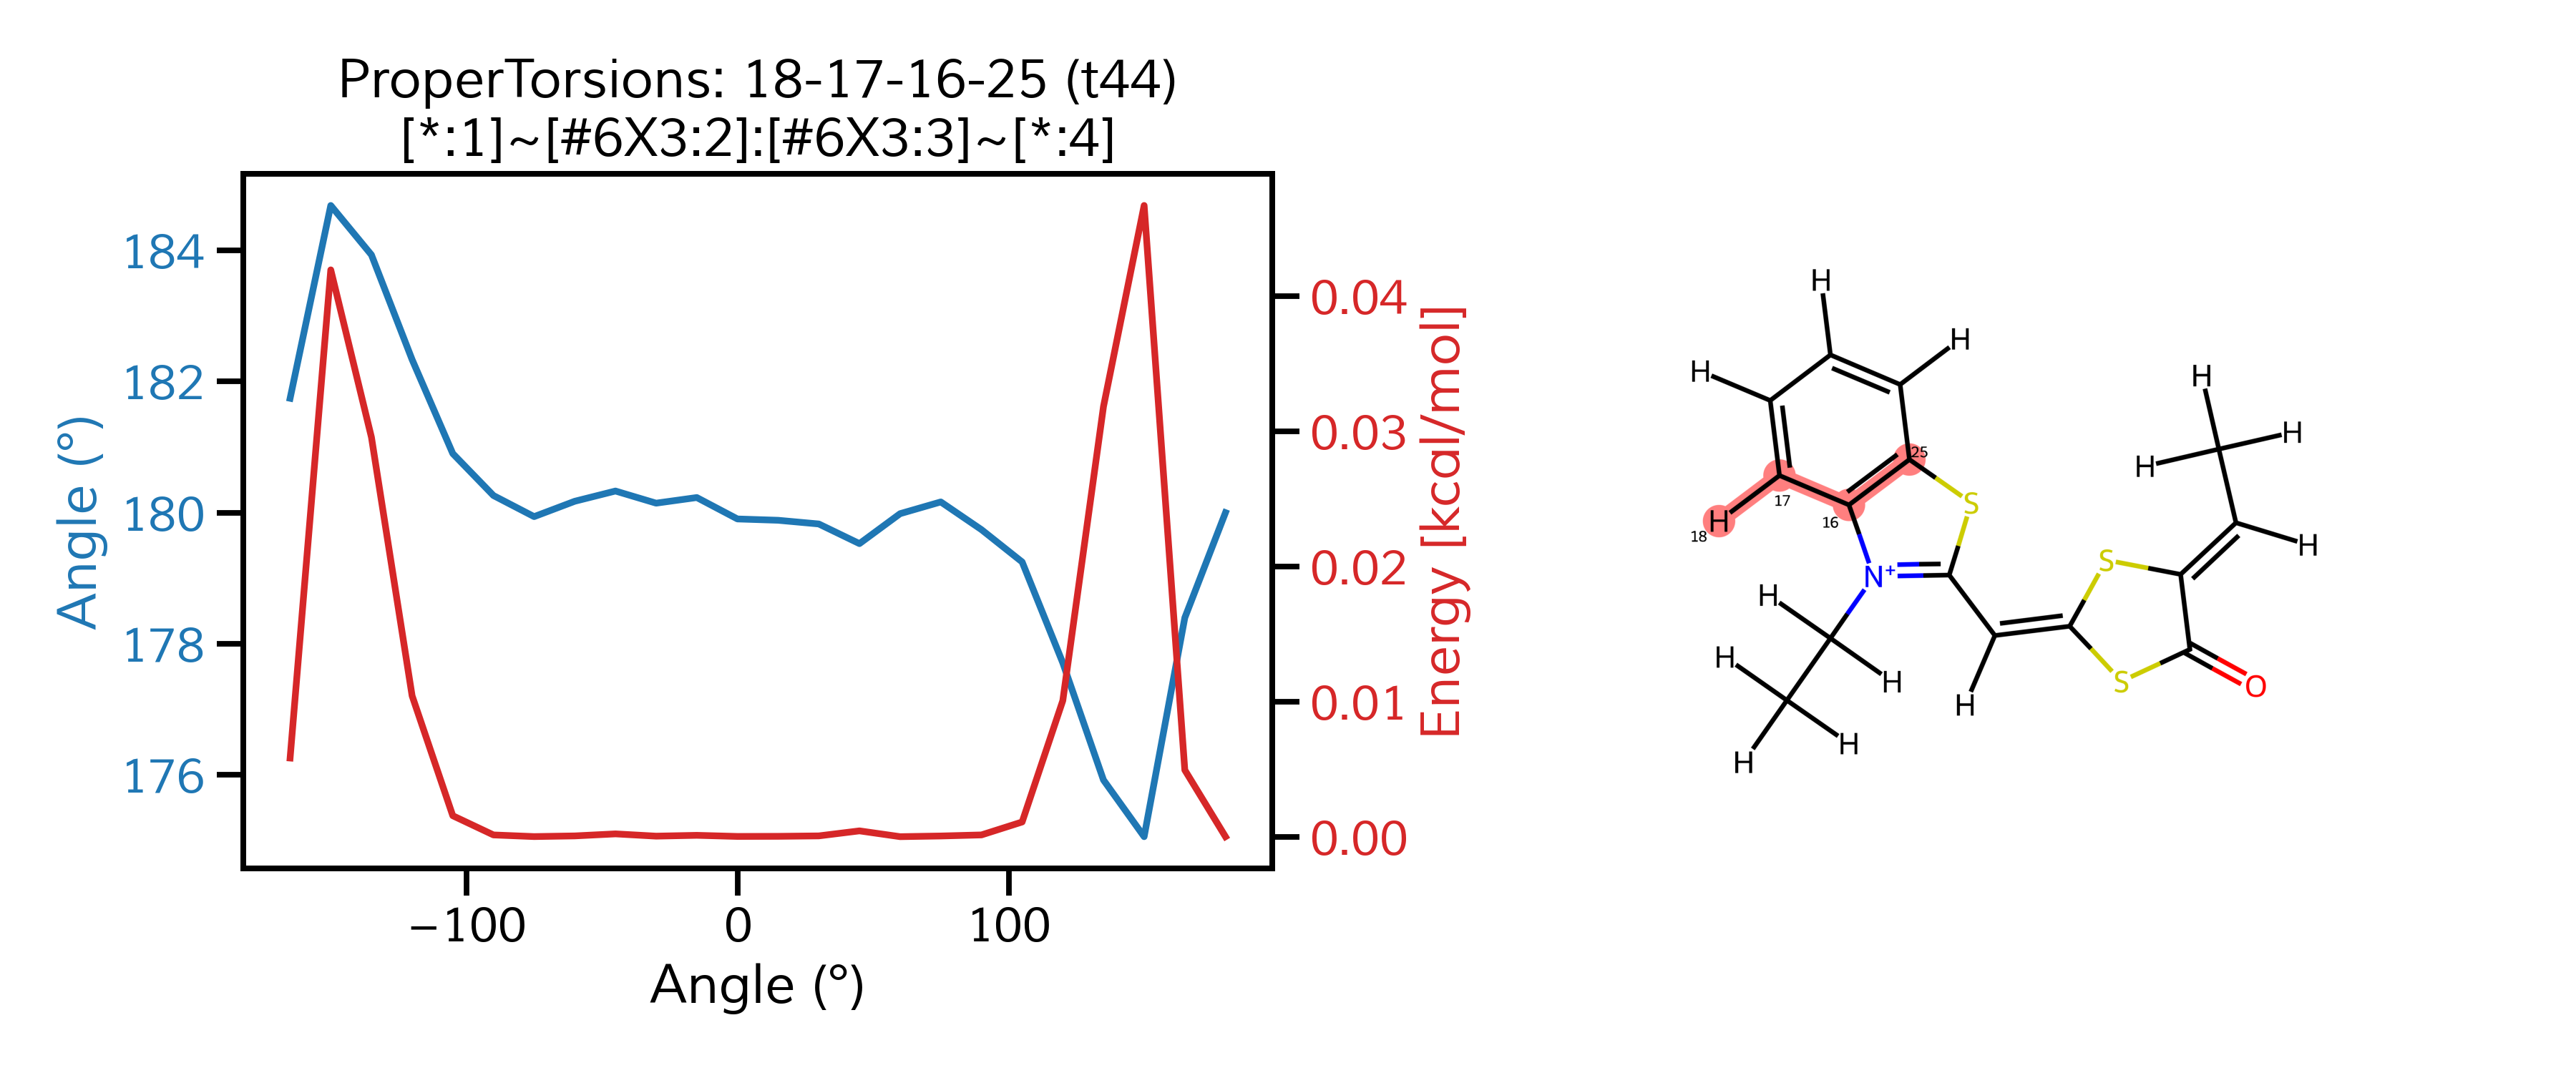 ProperTorsions: 18-17-16-25 (t44)
[*:1]~[#6X3:2]:[#6X3:3]~[*:4]
Angle (°)
184
182
180
178
176
0.04
0.03
0.02
0.01
0.00
Energy [kcal/mol]
−100
0
100
Angle (°)
H
H
H
H
H
H
25
S
17
16
H
18
H
S
N+
H
H
H
S
O
H
H
H
H